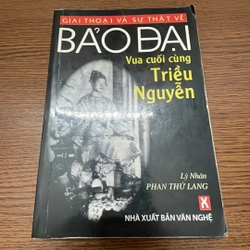 GIAI THOẠI VÀ SỰ THẬT VỀ
BẢO ĐẠI
Vua cuối cùng
Triều
Nguyễn
Lý Nhân
PHAN THỨ LANG
X
NHÀ XUẤT BẢN VĂN NGHỆ